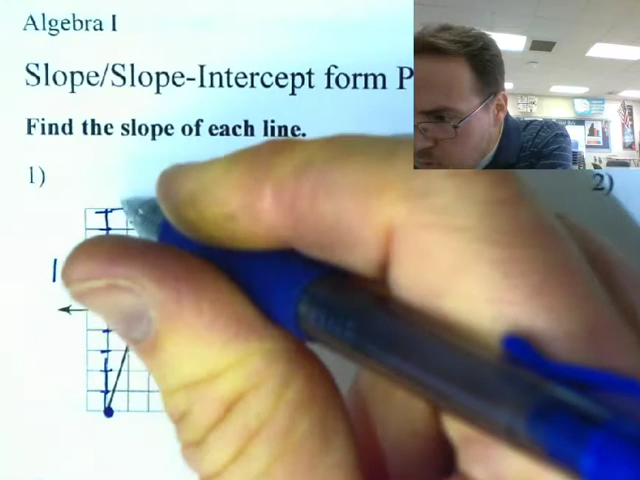 Algebra I
Slope/Slope-Intercept form P
Find the slope of each line.
1)
2)